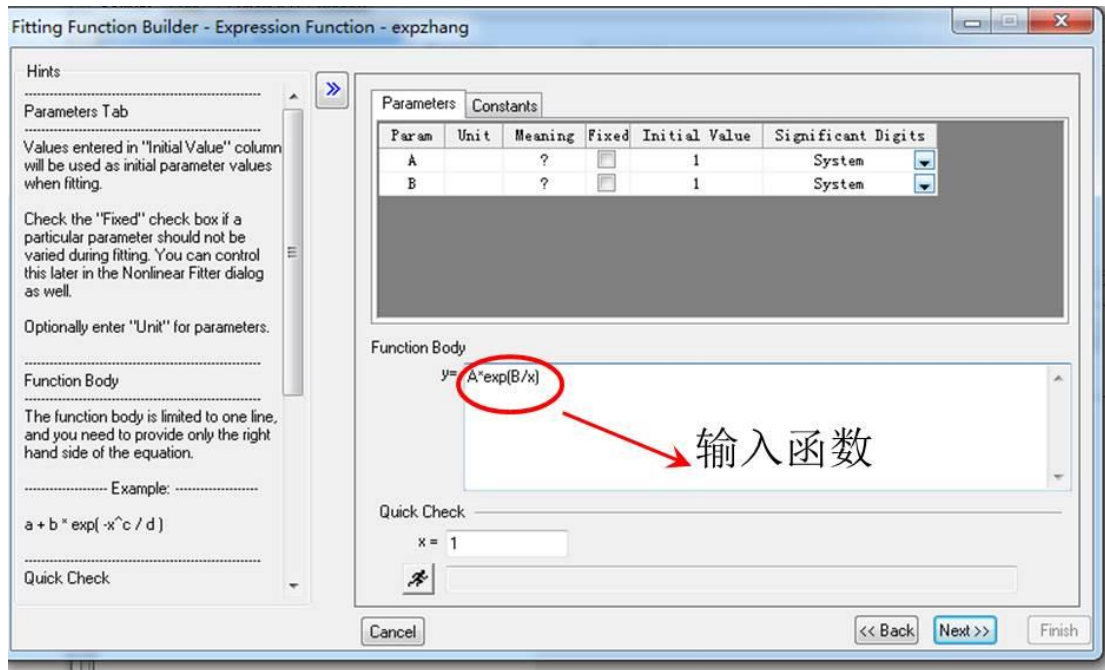 Fitting Function Builder - Expression Function - expzhang
Hints
Parameters Tab
Values entered in "Initial Value" column
will be used as initial parameter values
when fitting.
Check the "Fixed" check box if a
particular parameter should not be
varied during fitting. You can control
this later in the Nonlinear Fitter dialog
as well.
Optionally enter "Unit" for parameters.
Function Body
The function body is limited to one line,
and you need to provide only the right
hand side of the equation.
-------------------- Example: --------------------
a + b * exp( -x^c / d )
Quick Check
Parameters Constants
Param Unit Meaning Fixed Initial Value Significant Digits
A ? 1 System
B ? 1 System
Function Body
y= A*exp(B/x)
输入函数
Quick Check
x = 1
Cancel << Back Next >> Finish